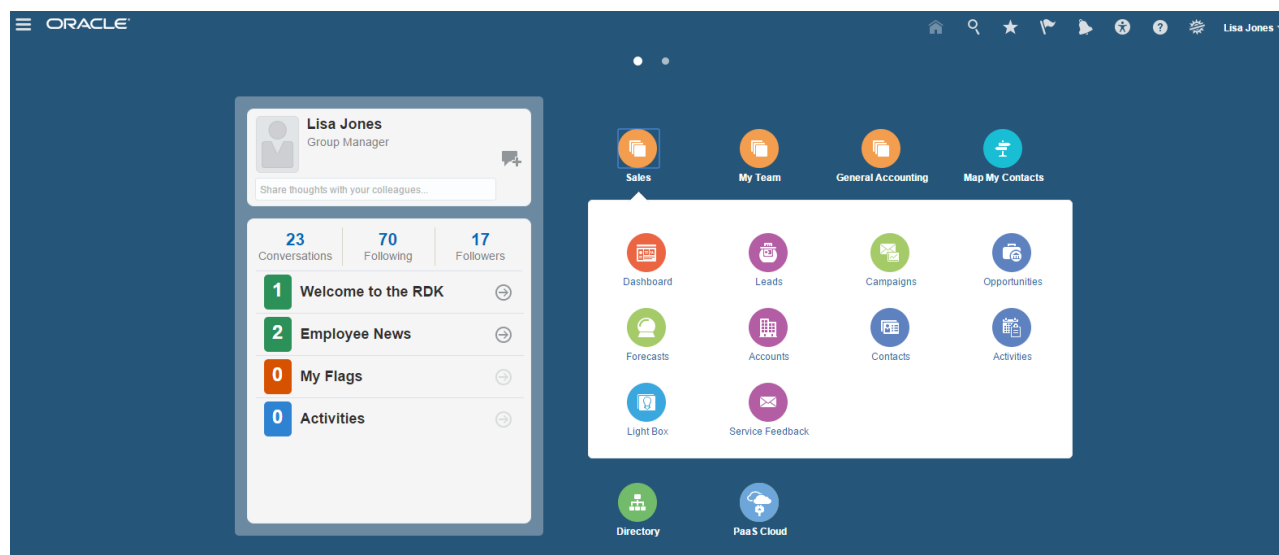 ORACLE
Lisa Jones
Lisa Jones
Group Manager
Share thoughts with your colleagues...
23 70 17
Conversations Following Followers
1 Welcome to the RDK
2 Employee News
0 My Flags
0 Activities
Sales My Team General Accounting Map My Contacts
Dashboard Leads Campaigns Opportunities
Forecasts Accounts Contacts Activities
Light Box Service Feedback
Directory PaaS Cloud